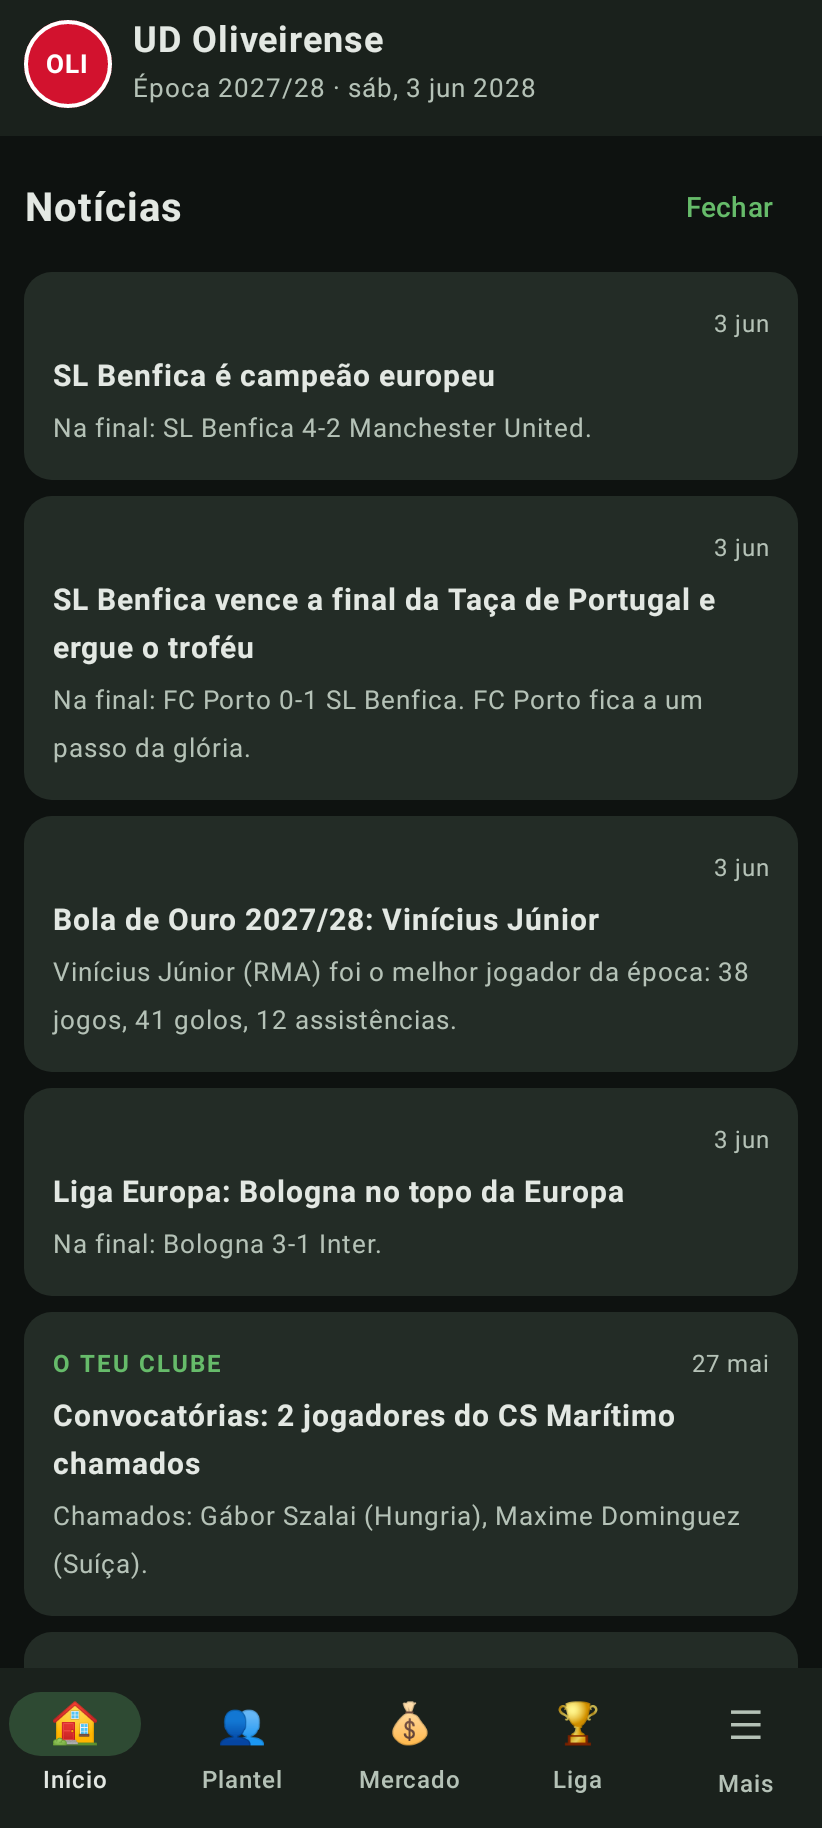 OLI
UD Oliveirense
Época 2027/28 · sáb, 3 jun 2028
Notícias
Fechar
3 jun
SL Benfica é campeão europeu
Na final: SL Benfica 4-2 Manchester United.
3 jun
SL Benfica vence a final da Taça de Portugal e
ergue o troféu
Na final: FC Porto 0-1 SL Benfica. FC Porto fica a um
passo da glória.
3 jun
Bola de Ouro 2027/28: Vinícius Júnior
Vinícius Júnior (RMA) foi o melhor jogador da época: 38
jogos, 41 golos, 12 assistências.
3 jun
Liga Europa: Bologna no topo da Europa
Na final: Bologna 3-1 Inter.
O TEU CLUBE
27 mai
Convocatórias: 2 jogadores do CS Marítimo
chamados
Chamados: Gábor Szalai (Hungria), Maxime Dominguez
(Suíça).
Início
Plantel
Mercado
Liga
Mais